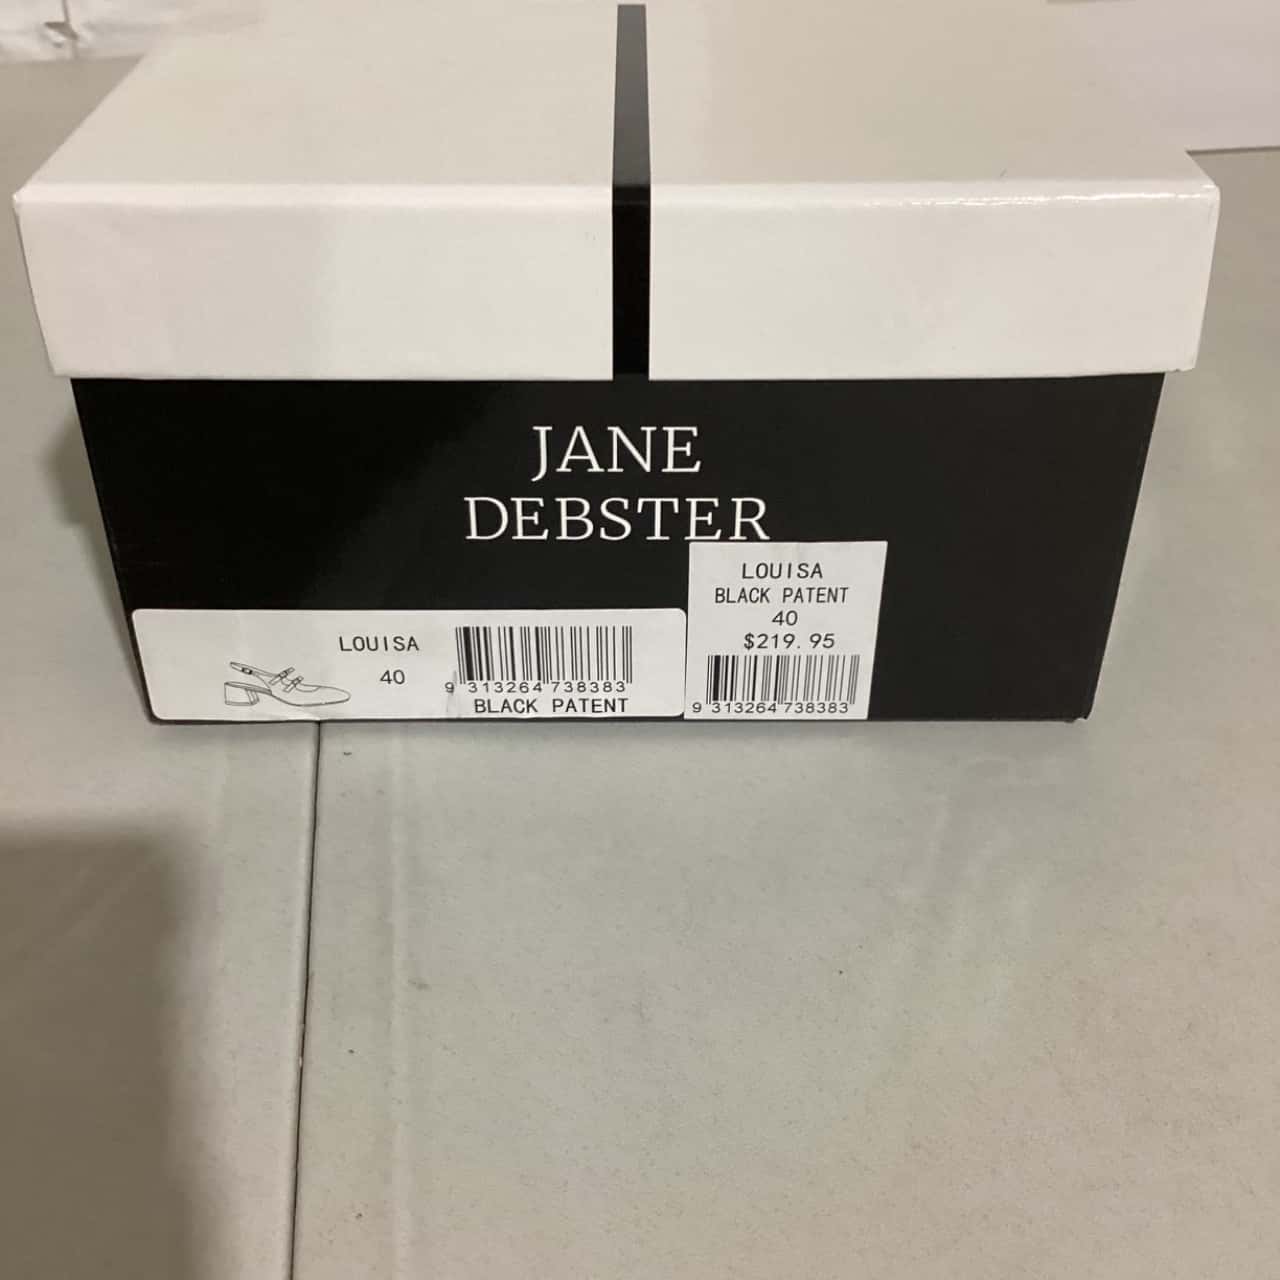 JANE
DEBSTER
LOUISA
40
9 313264 738383
BLACK PATENT
LOUISA
BLACK PATENT
40
$219.95
9 313264 738383